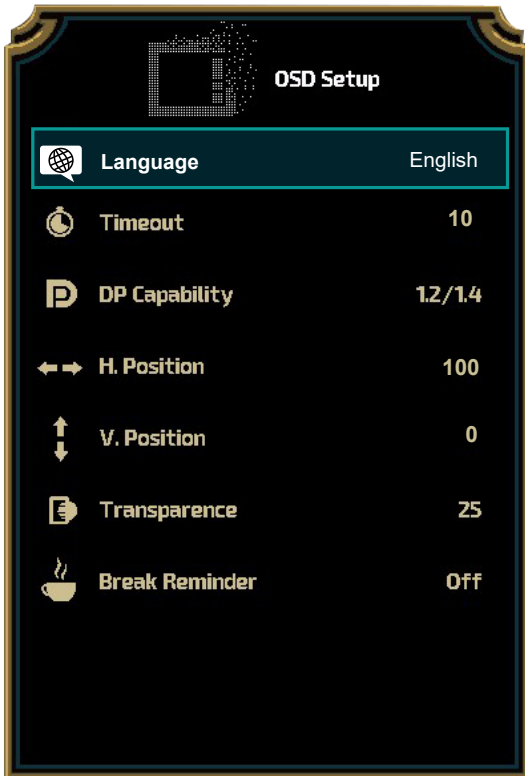 OSD Setup
Language English
Timeout 10
DP Capability 1.2/1.4
H. Position 100
V. Position 0
Transparence 25
Break Reminder Off